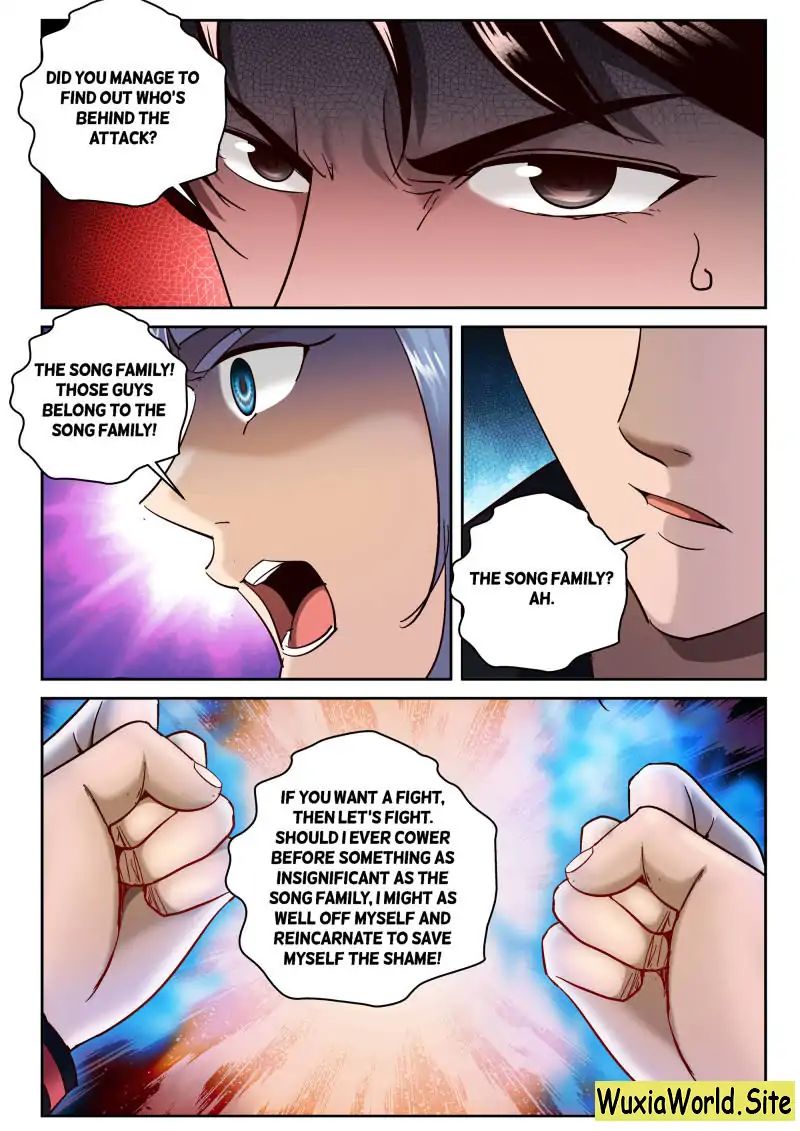 DID YOU MANAGE TO
FIND OUT WHO'S
BEHIND THE
ATTACK?
THE SONG FAMILY!
THOSE GUYS
BELONG TO THE
SONG FAMILY!
THE SONG FAMILY?
AH.
IF YOU WANT A FIGHT,
THEN LET'S FIGHT.
SHOULD I EVER COWER
BEFORE SOMETHING AS
INSIGNIFICANT AS THE
SONG FAMILY, I MIGHT AS
WELL OFF MYSELF AND
REINCARNATE TO SAVE
MYSELF THE SHAME!
WuxiaWorld.Site